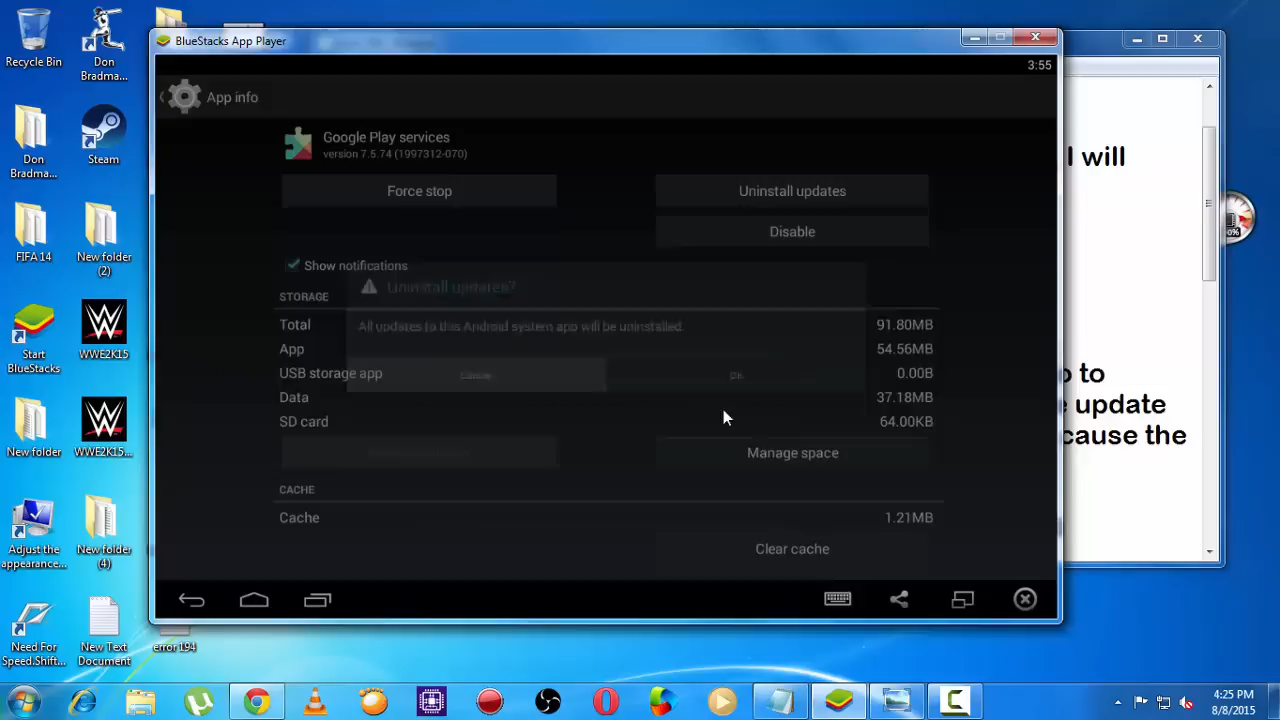 Recycle Bin
Don
Bradma...
BlueStacks App Player
3:55
App info
Google Play services
version 7.5.74 (1997312-070)
Force stop
Uninstall updates
Disable
Show notifications
Uninstall updates?
STORAGE
All updates to this Android system app will be uninstalled.
Total
91.80MB
App
54.56MB
USB storage app
0.00B
Cancel
OK
Data
37.18MB
SD card
64.00KB
Manage space
CACHE
Cache
1.21MB
Clear cache
I will
to
update
cause the
Don
Bradma...
Steam
FIFA 14
New folder
(2)
Start
BlueStacks
WWE2K15
New folder
WWE2K15...
Adjust the
appearance...
New folder
(4)
Need For
Speed.Shift...
New Text
Document
error 194
4:25 PM
8/8/2015